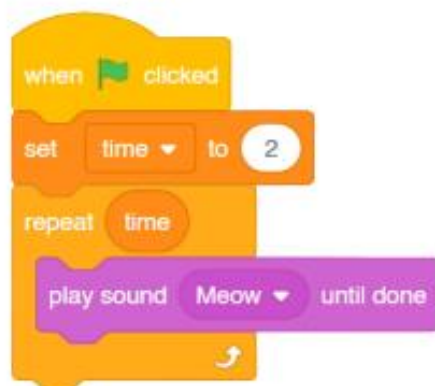 when clicked
set time to 2
repeat time
play sound Meow until done